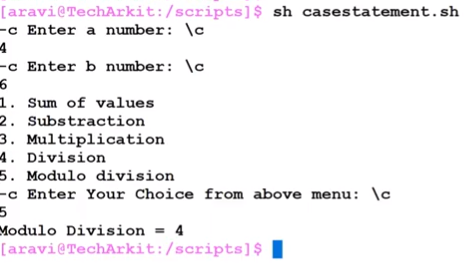 [aravi@TechArkit:/scripts]$ sh casestatement.sh
-c Enter a number: \c
4
-c Enter b number: \c
6
1. Sum of values
2. Substraction
3. Multiplication
4. Division
5. Modulo division
-c Enter Your Choice from above menu: \c
5
Modulo Division = 4
[aravi@TechArkit:/scripts]$